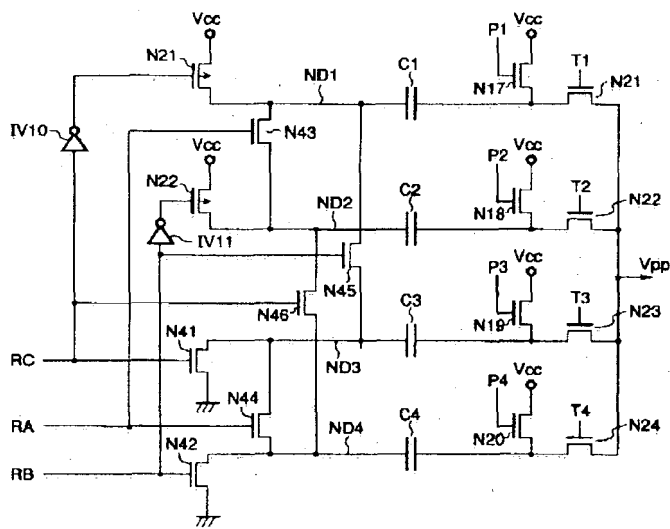 Vcc
Vcc
N21
P1
C1
T1
ND1
N17
N21
IV10
N43
Vcc
Vcc
N22
P2
C2
T2
ND2
N18
N22
IV11
Vpp
N45
Vcc
P3
C3
T3
N46
N19
N23
RC
N41
ND3
Vcc
N44
P4
C4
T4
RA
N42
ND4
N20
N24
RB